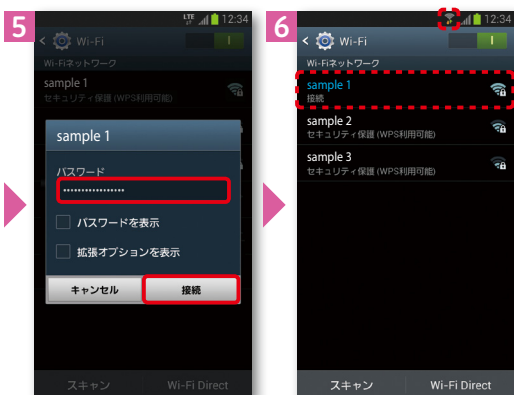 5
LTE 12:34
< Wi-Fi
Wi-Fiネットワーク
sample 1
セキュリティ保護 (WPS利用可能)
sample 1
パスワード
•••••••••••••••••
パスワードを表示
拡張オプションを表示
キャンセル
接続
スキャン
Wi-Fi Direct
6
12:34
< Wi-Fi
Wi-Fiネットワーク
sample 1
接続
sample 2
セキュリティ保護 (WPS利用可能)
sample 3
セキュリティ保護 (WPS利用可能)
スキャン
Wi-Fi Direct